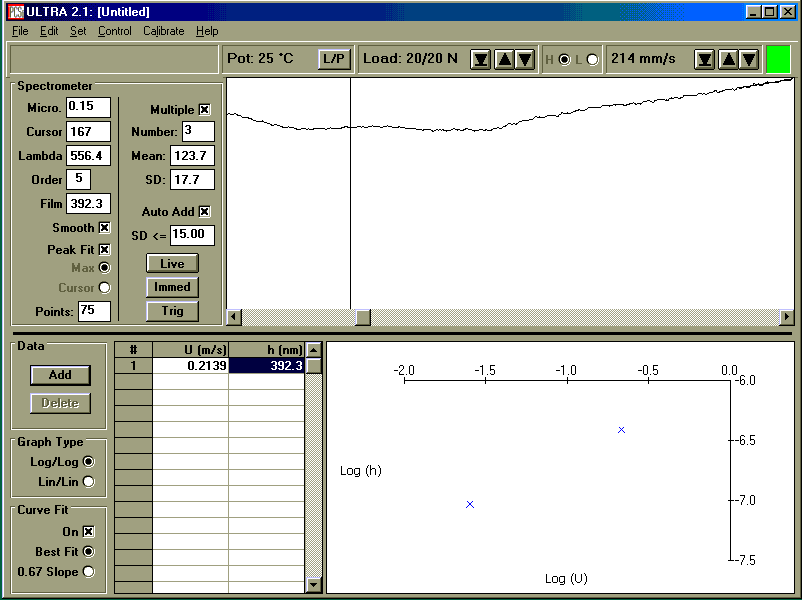 PCS ULTRA 2.1: [Untitled]
File Edit Set Control Calibrate Help
Pot: 25 °C L/P Load: 20/20 N H L 214 mm/s
Spectrometer
Micro. 0.15
Cursor 167
Lambda 556.4
Order 5
Film 392.3
Smooth
Peak Fit
Max
Cursor
Points: 75
Multiple
Number: 3
Mean: 123.7
SD: 17.7
Auto Add
SD <= 15.00
Live
Immed
Trig
Data
Add
Delete
Graph Type
Log/Log
Lin/Lin
Curve Fit
On
Best Fit
0.67 Slope
# U (m/s) h (nm)
1 0.2139 392.3
-2.0 -1.5 -1.0 -0.5 0.0
-6.0
-6.5
Log (h)
-7.0
-7.5
Log (U)